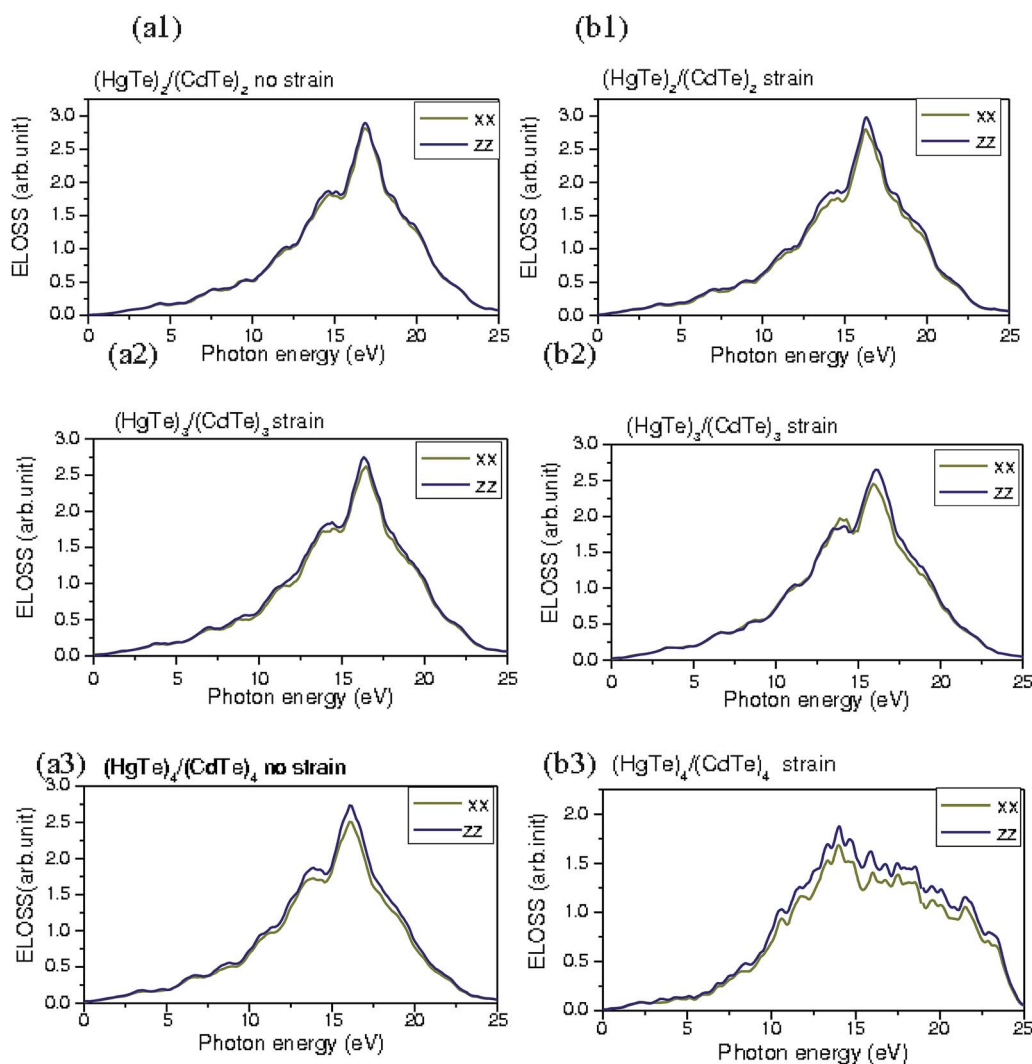 (a1)
(HgTe)2/(CdTe)2 no strain
ELOSS (arb.unit)
3.0
2.5
2.0
1.5
1.0
0.5
0.0
xx
zz
0 5 10 15 20 25
Photon energy (eV)
(b1)
(HgTe)2/(CdTe)2 strain
ELOSS (arb.unit)
3.0
2.5
2.0
1.5
1.0
0.5
0.0
xx
zz
0 5 10 15 20 25
Photon energy (eV)
(a2)
(HgTe)3/(CdTe)3 strain
ELOSS (arb.unit)
3.0
2.5
2.0
1.5
1.0
0.5
0.0
xx
zz
0 5 10 15 20 25
Photon energy (eV)
(b2)
(HgTe)3/(CdTe)3 strain
ELOSS (arb.unit)
3.0
2.5
2.0
1.5
1.0
0.5
0.0
xx
zz
0 5 10 15 20 25
Photon energy (eV)
(a3)
(HgTe)4/(CdTe)4 no strain
ELOSS(arb.unit)
3.0
2.5
2.0
1.5
1.0
0.5
0.0
xx
zz
0 5 10 15 20 25
Photon energy (eV)
(b3)
(HgTe)4/(CdTe)4 strain
ELOSS (arb.init)
2.0
1.5
1.0
0.5
0.0
xx
zz
0 5 10 15 20 25
Photon energy (eV)